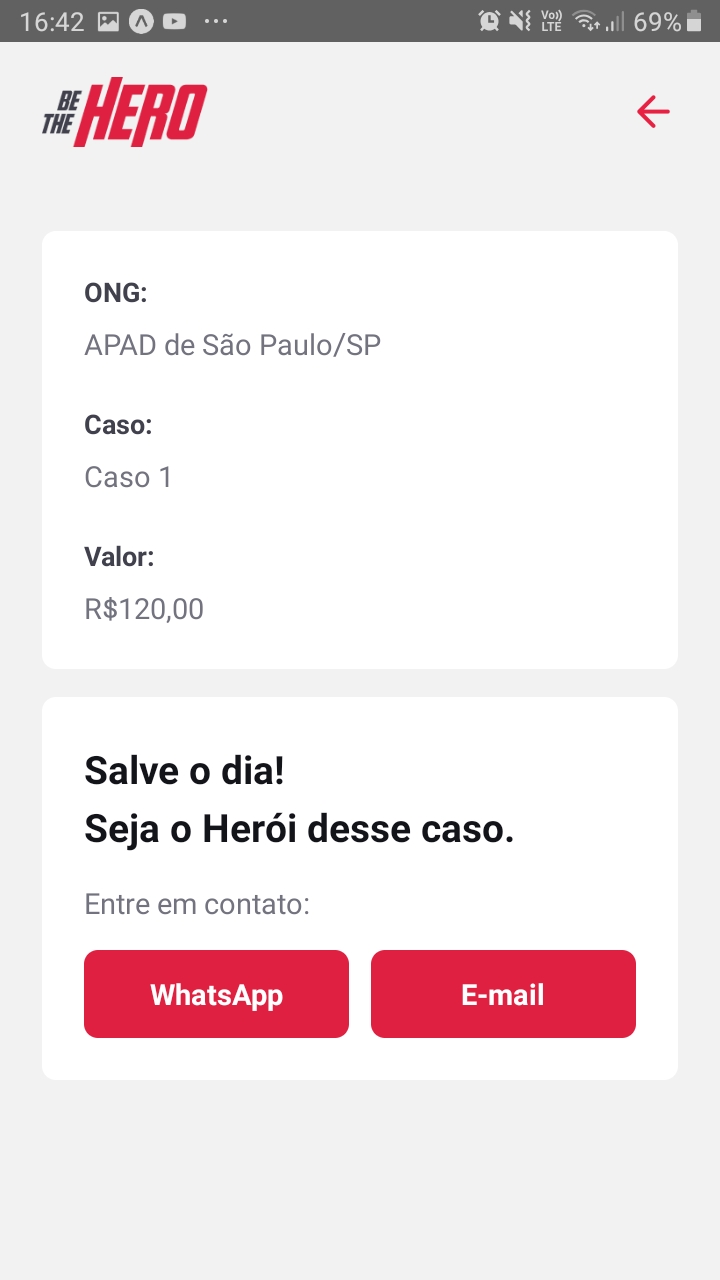 16:42
Vo)) LTE
69%
BE THE HERO
ONG:
APAD de São Paulo/SP
Caso:
Caso 1
Valor:
R$120,00
Salve o dia!
Seja o Herói desse caso.
Entre em contato:
WhatsApp
E-mail